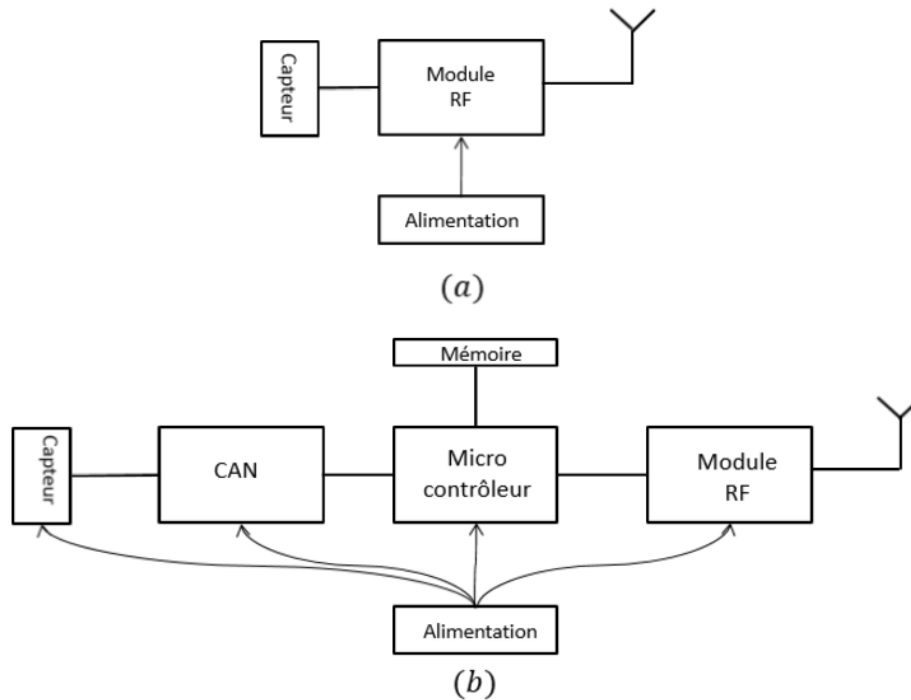 Capteur
Module
RF
Alimentation
(a)
Mémoire
Capteur
CAN
Micro
contrôleur
Module
RF
Alimentation
(b)